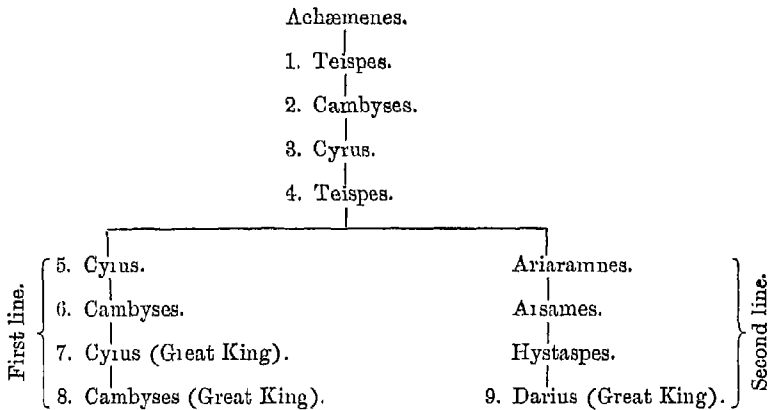 Achæmenes.
1. Teispes.
2. Cambyses.
3. Cyrus.
4. Teispes.
First line.
5. Cyrus.
6. Cambyses.
7. Cyrus (Great King).
8. Cambyses (Great King).
Ariaramnes.
Arsames.
Hystaspes.
9. Darius (Great King).
Second line.